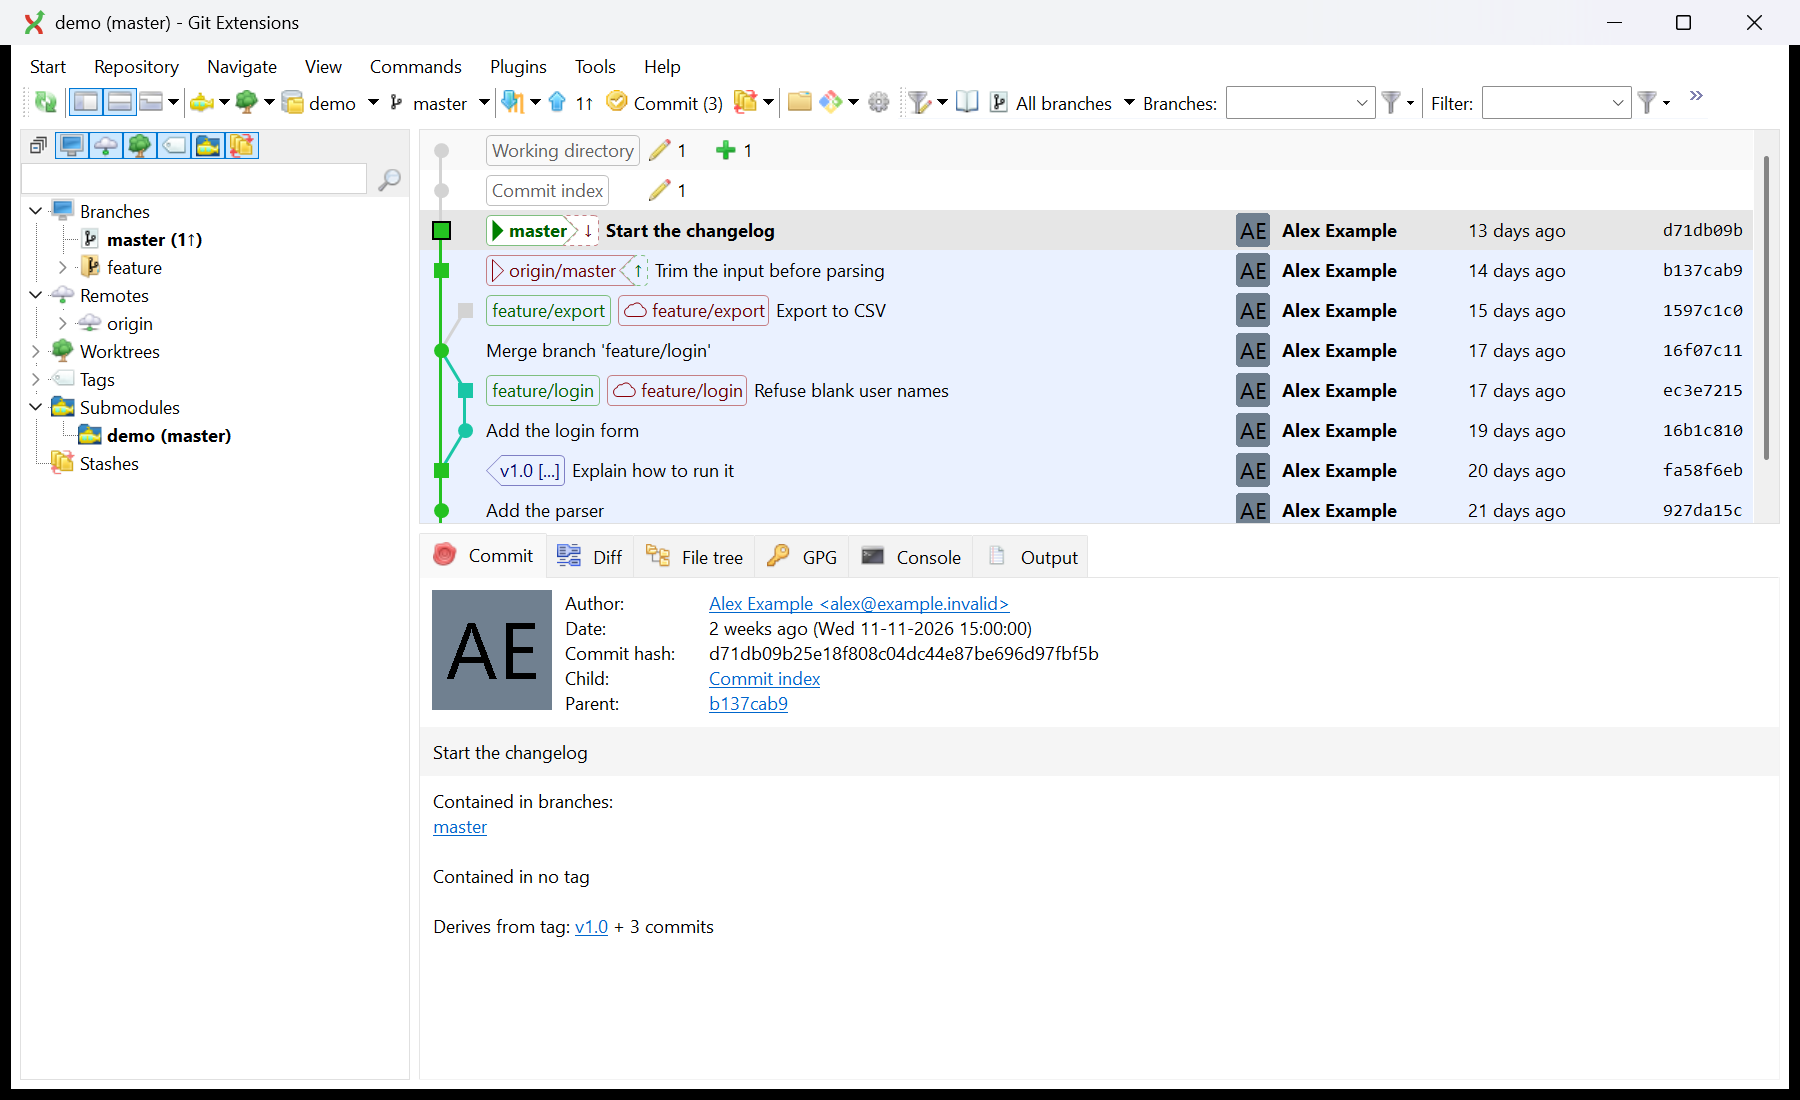 demo (master) - Git Extensions
Start Repository Navigate View Commands Plugins Tools Help
demo master 1↑ Commit (3) All branches Branches: Filter: »
Working directory 1 1
Commit index 1
master ↓ Start the changelog Alex Example 13 days ago d71db09b
origin/master ↑ Trim the input before parsing Alex Example 14 days ago b137cab9
feature/export feature/export Export to CSV Alex Example 15 days ago 1597c1c0
Merge branch 'feature/login' Alex Example 17 days ago 16f07c11
feature/login feature/login Refuse blank user names Alex Example 17 days ago ec3e7215
Add the login form Alex Example 19 days ago 16b1c810
v1.0 [...] Explain how to run it Alex Example 20 days ago fa58f6eb
Add the parser Alex Example 21 days ago 927da15c
AE
AE
AE
AE
AE
AE
AE
AE
Branches
master (1↑)
feature
Remotes
origin
Worktrees
Tags
Submodules
demo (master)
Stashes
Commit Diff File tree GPG Console Output
AE
Author: Alex Example <alex@example.invalid>
Date: 2 weeks ago (Wed 11-11-2026 15:00:00)
Commit hash: d71db09b25e18f808c04dc44e87be696d97fbf5b
Child: Commit index
Parent: b137cab9
Start the changelog
Contained in branches:
master
Contained in no tag
Derives from tag: v1.0 + 3 commits